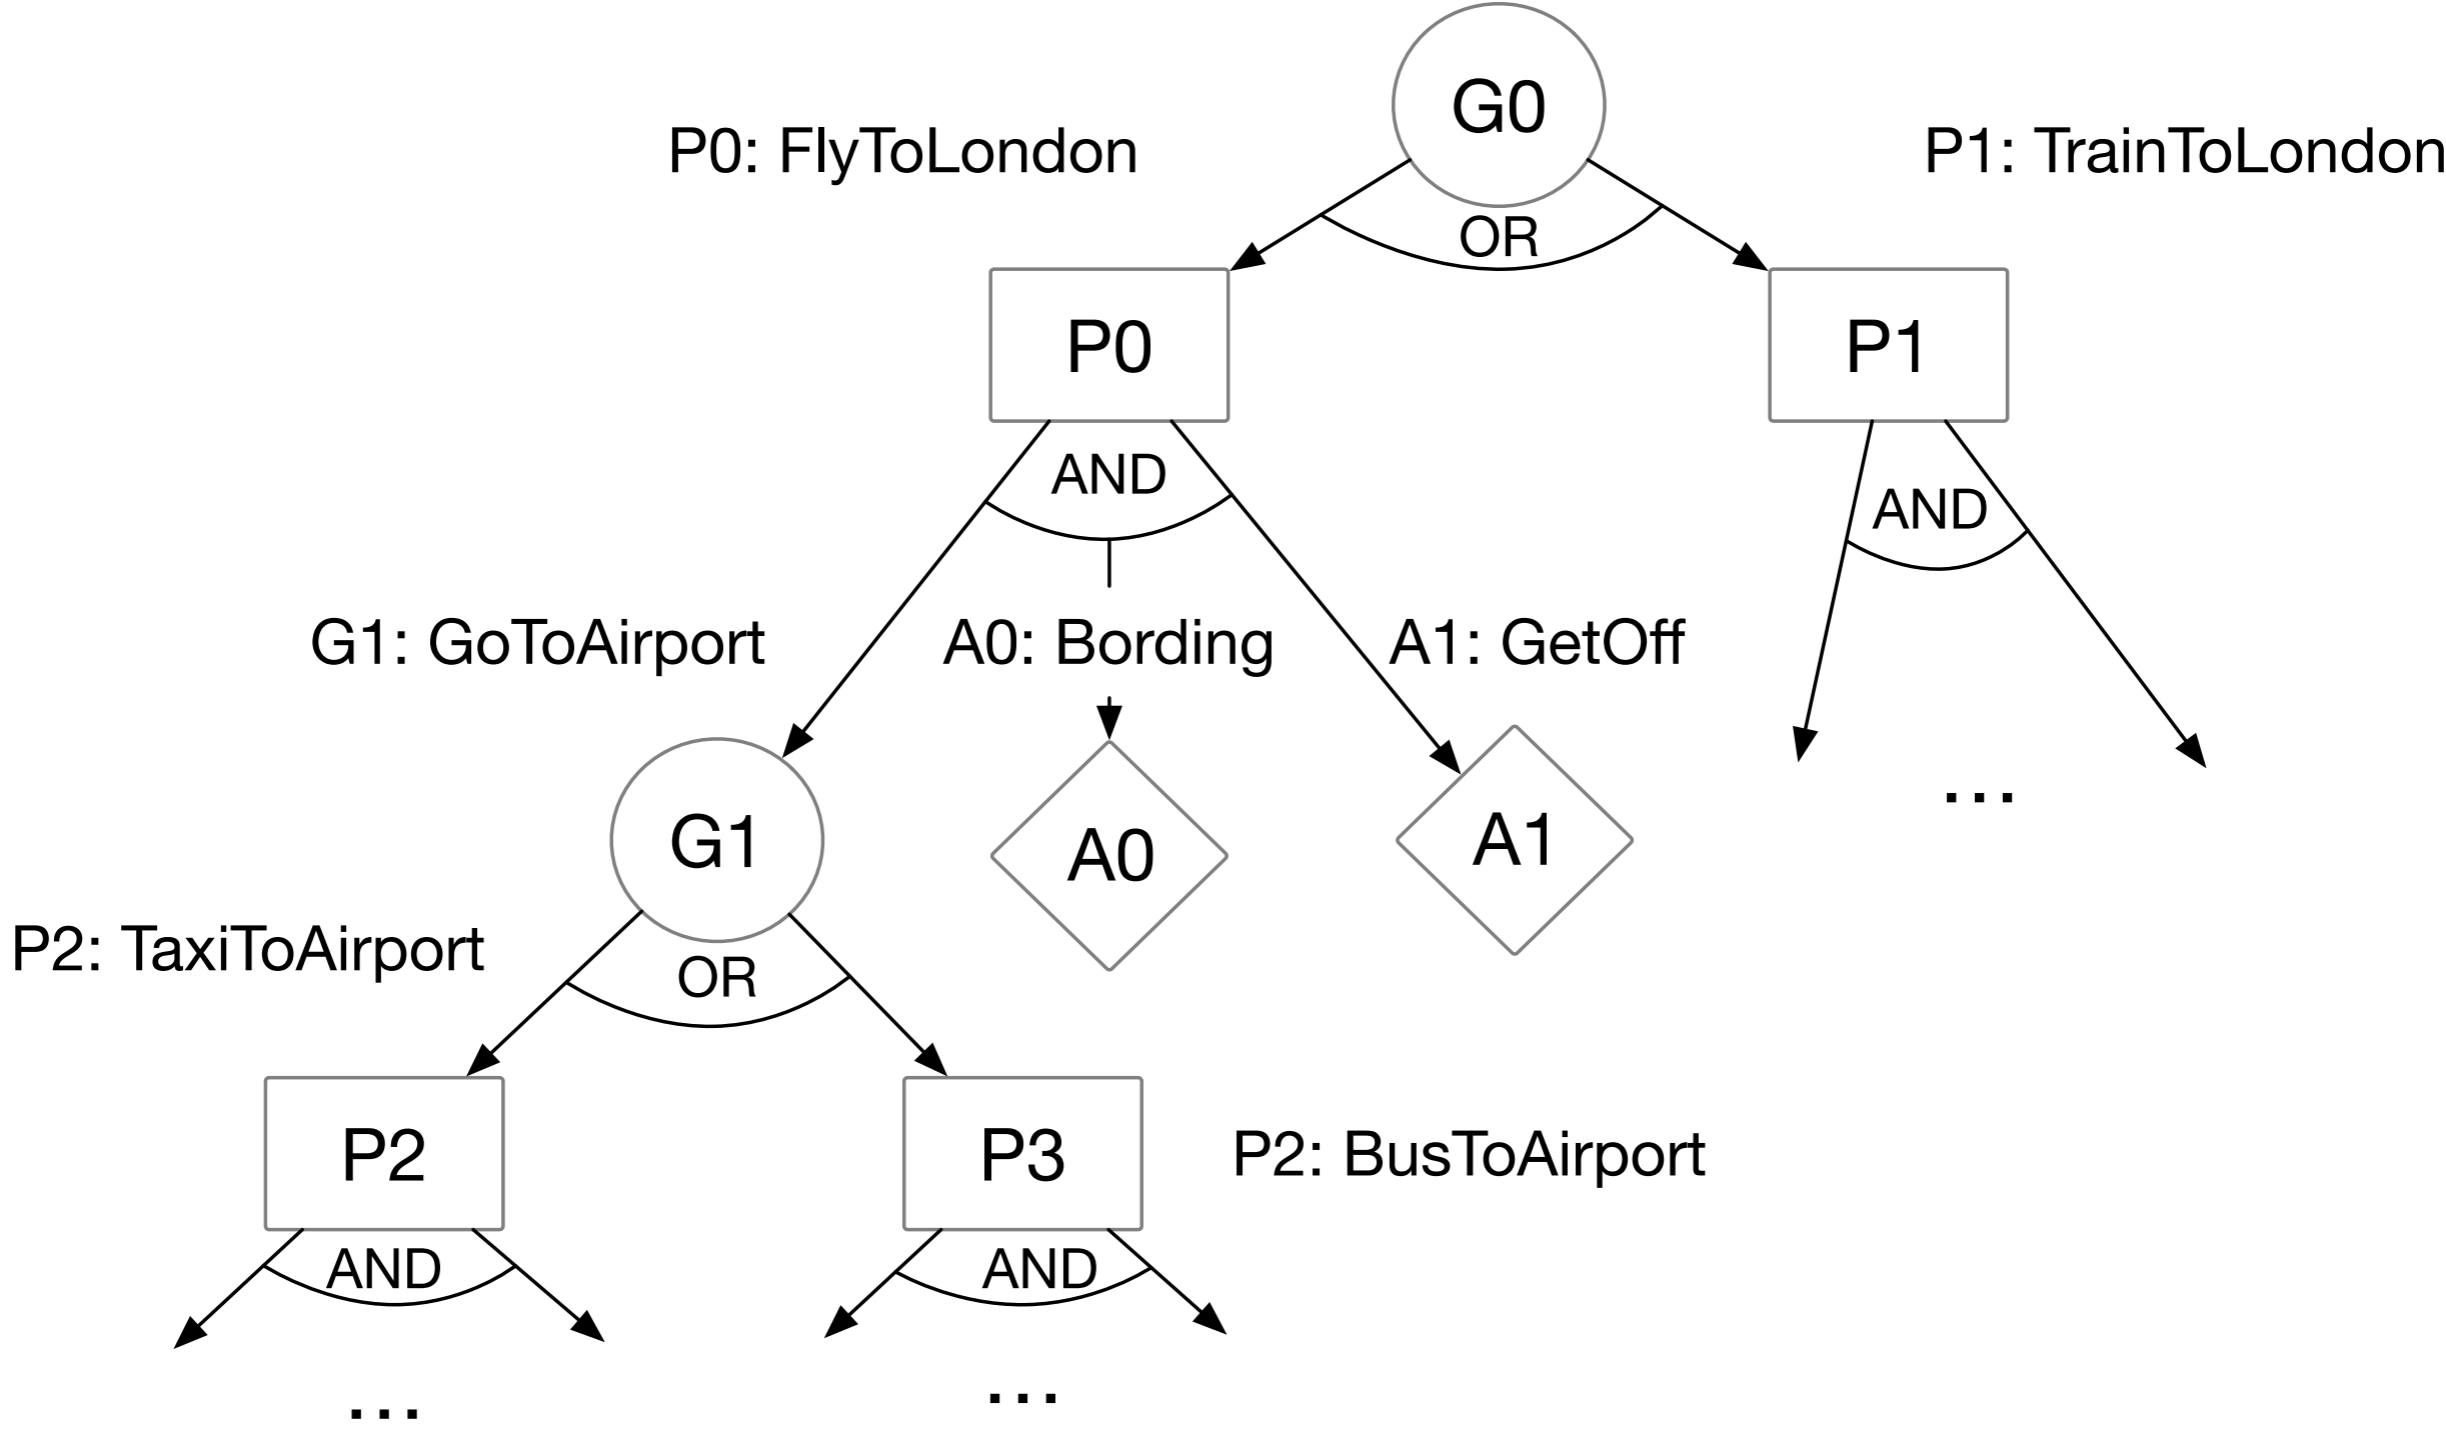 G0
P0: FlyToLondon
P1: TrainToLondon
OR
P0
P1
AND
AND
G1: GoToAirport
A0: Bording
A1: GetOff
...
G1
A0
A1
P2: TaxiToAirport
OR
P2
P3
P2: BusToAirport
AND
AND
...
...